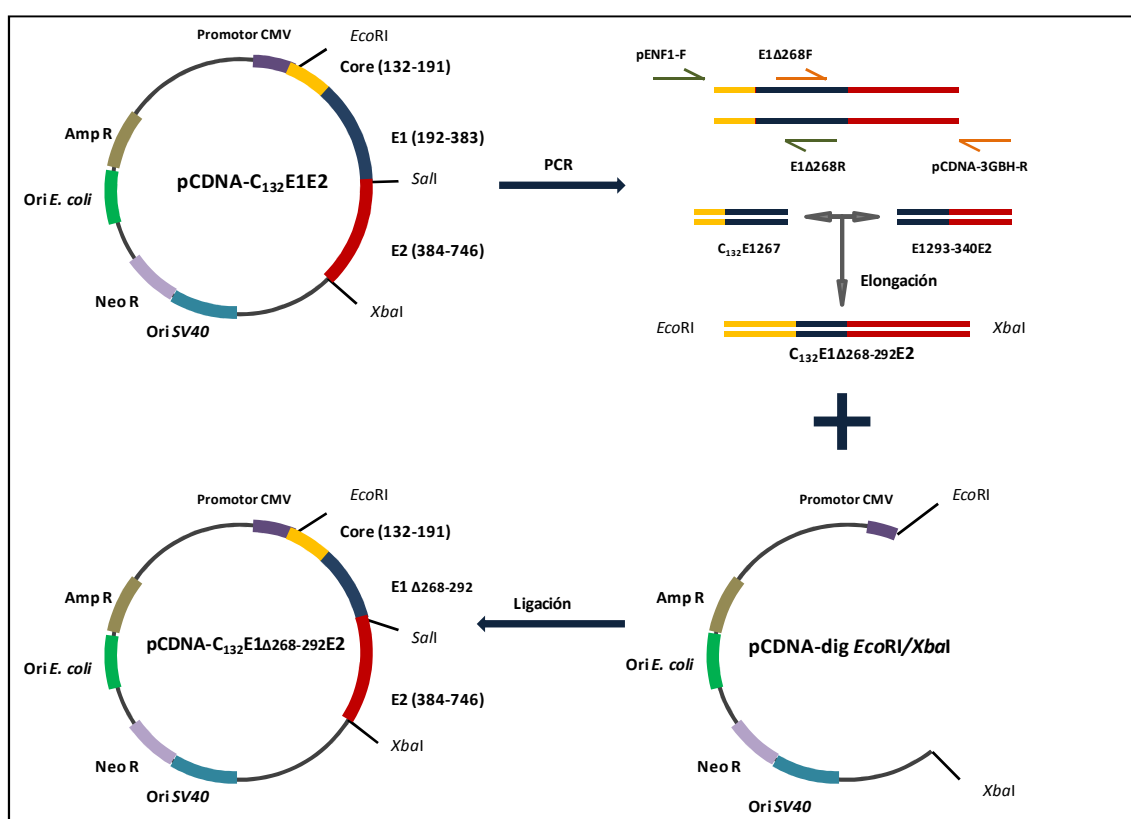 Promotor CMV
EcoRI
Core (132-191)
E1 (192-383)
SalI
E2 (384-746)
XbaI
Amp R
Ori E. coli
Neo R
Ori SV40
pCDNA-C132E1E2
PCR
pENF1-F
E1Δ268F
E1Δ268R
pCDNA-3GBH-R
C132E1267
E1293-340E2
Elongación
EcoRI
XbaI
C132E1Δ268-292E2
Promotor CMV
EcoRI
Core (132-191)
E1 Δ268-292
SalI
E2 (384-746)
XbaI
Amp R
Ori E. coli
Neo R
Ori SV40
pCDNA-C132E1Δ268-292E2
Ligación
Promotor CMV
EcoRI
Amp R
Ori E. coli
pCDNA-dig EcoRI/XbaI
Neo R
Ori SV40
XbaI